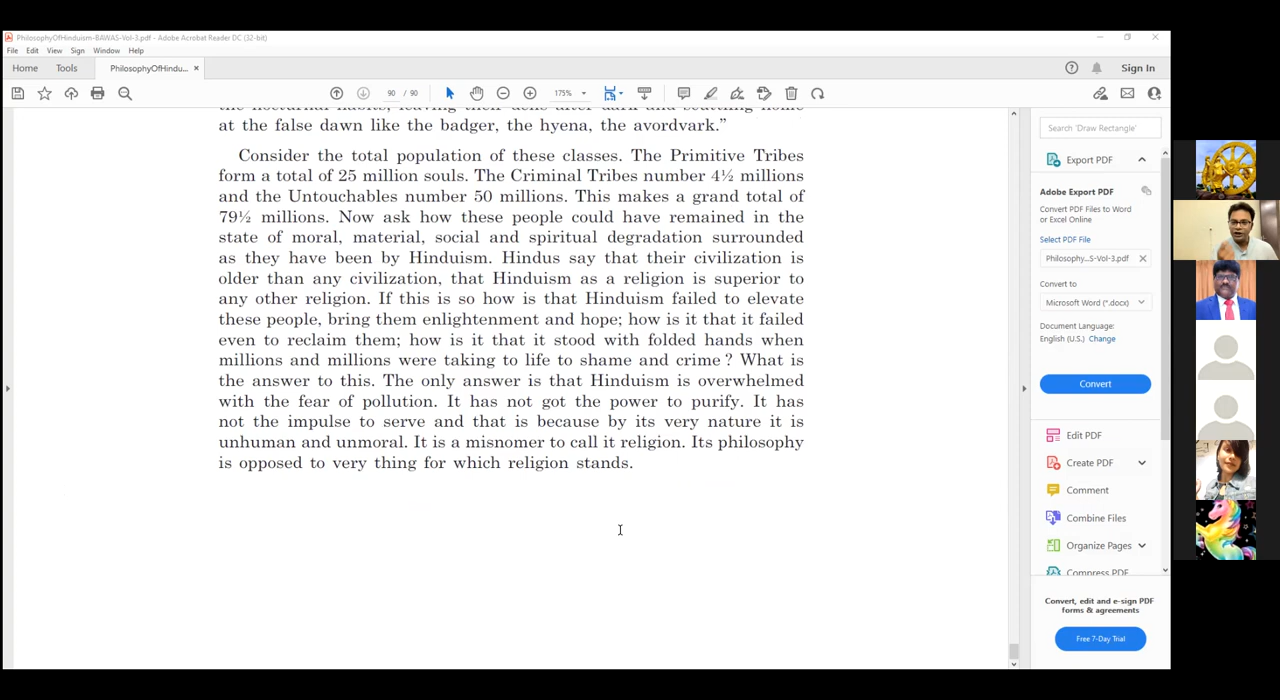 PhilosophyOfHinduism-BAWAS-Vol-3.pdf - Adobe Acrobat Reader DC (32-bit)
File Edit View Sign Window Help
Home Tools PhilosophyOfHindu... × Sign In
90 / 90 175%
the nocturnal habits, leaving their dens after dark and scuttling home
at the false dawn like the badger, the hyena, the avordvark.”
Consider the total population of these classes. The Primitive Tribes
form a total of 25 million souls. The Criminal Tribes number 4½ millions
and the Untouchables number 50 millions. This makes a grand total of
79½ millions. Now ask how these people could have remained in the
state of moral, material, social and spiritual degradation surrounded
as they have been by Hinduism. Hindus say that their civilization is
older than any civilization, that Hinduism as a religion is superior to
any other religion. If this is so how is that Hinduism failed to elevate
these people, bring them enlightenment and hope; how is it that it failed
even to reclaim them; how is it that it stood with folded hands when
millions and millions were taking to life to shame and crime ? What is
the answer to this. The only answer is that Hinduism is overwhelmed
with the fear of pollution. It has not got the power to purify. It has
not the impulse to serve and that is because by its very nature it is
unhuman and unmoral. It is a misnomer to call it religion. Its philosophy
is opposed to very thing for which religion stands.
Search 'Draw Rectangle'
Export PDF
Adobe Export PDF
Convert PDF Files to Word
or Excel Online
Select PDF File
Philosophy...S-Vol-3.pdf
Convert to
Microsoft Word (*.docx)
Document Language:
English (U.S.) Change
Convert
Edit PDF
Create PDF
Comment
Combine Files
Organize Pages
Compress PDF
Convert, edit and e-sign PDF
forms & agreements
Free 7-Day Trial